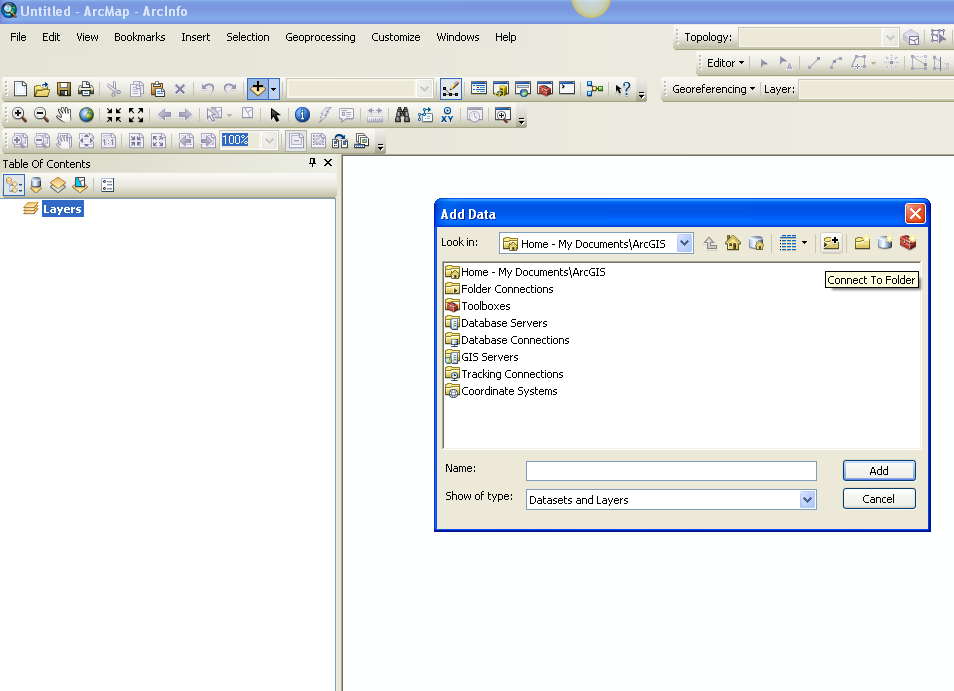 Untitled - ArcMap - ArcInfo
File Edit View Bookmarks Insert Selection Geoprocessing Customize Windows Help
Topology:
Editor
Georeferencing Layer:
XY
100%
Table Of Contents
Layers
Add Data
Look in: Home - My Documents\ArcGIS
Connect To Folder
Home - My Documents\ArcGIS
Folder Connections
Toolboxes
Database Servers
Database Connections
GIS Servers
Tracking Connections
Coordinate Systems
Name:
Add
Show of type: Datasets and Layers
Cancel